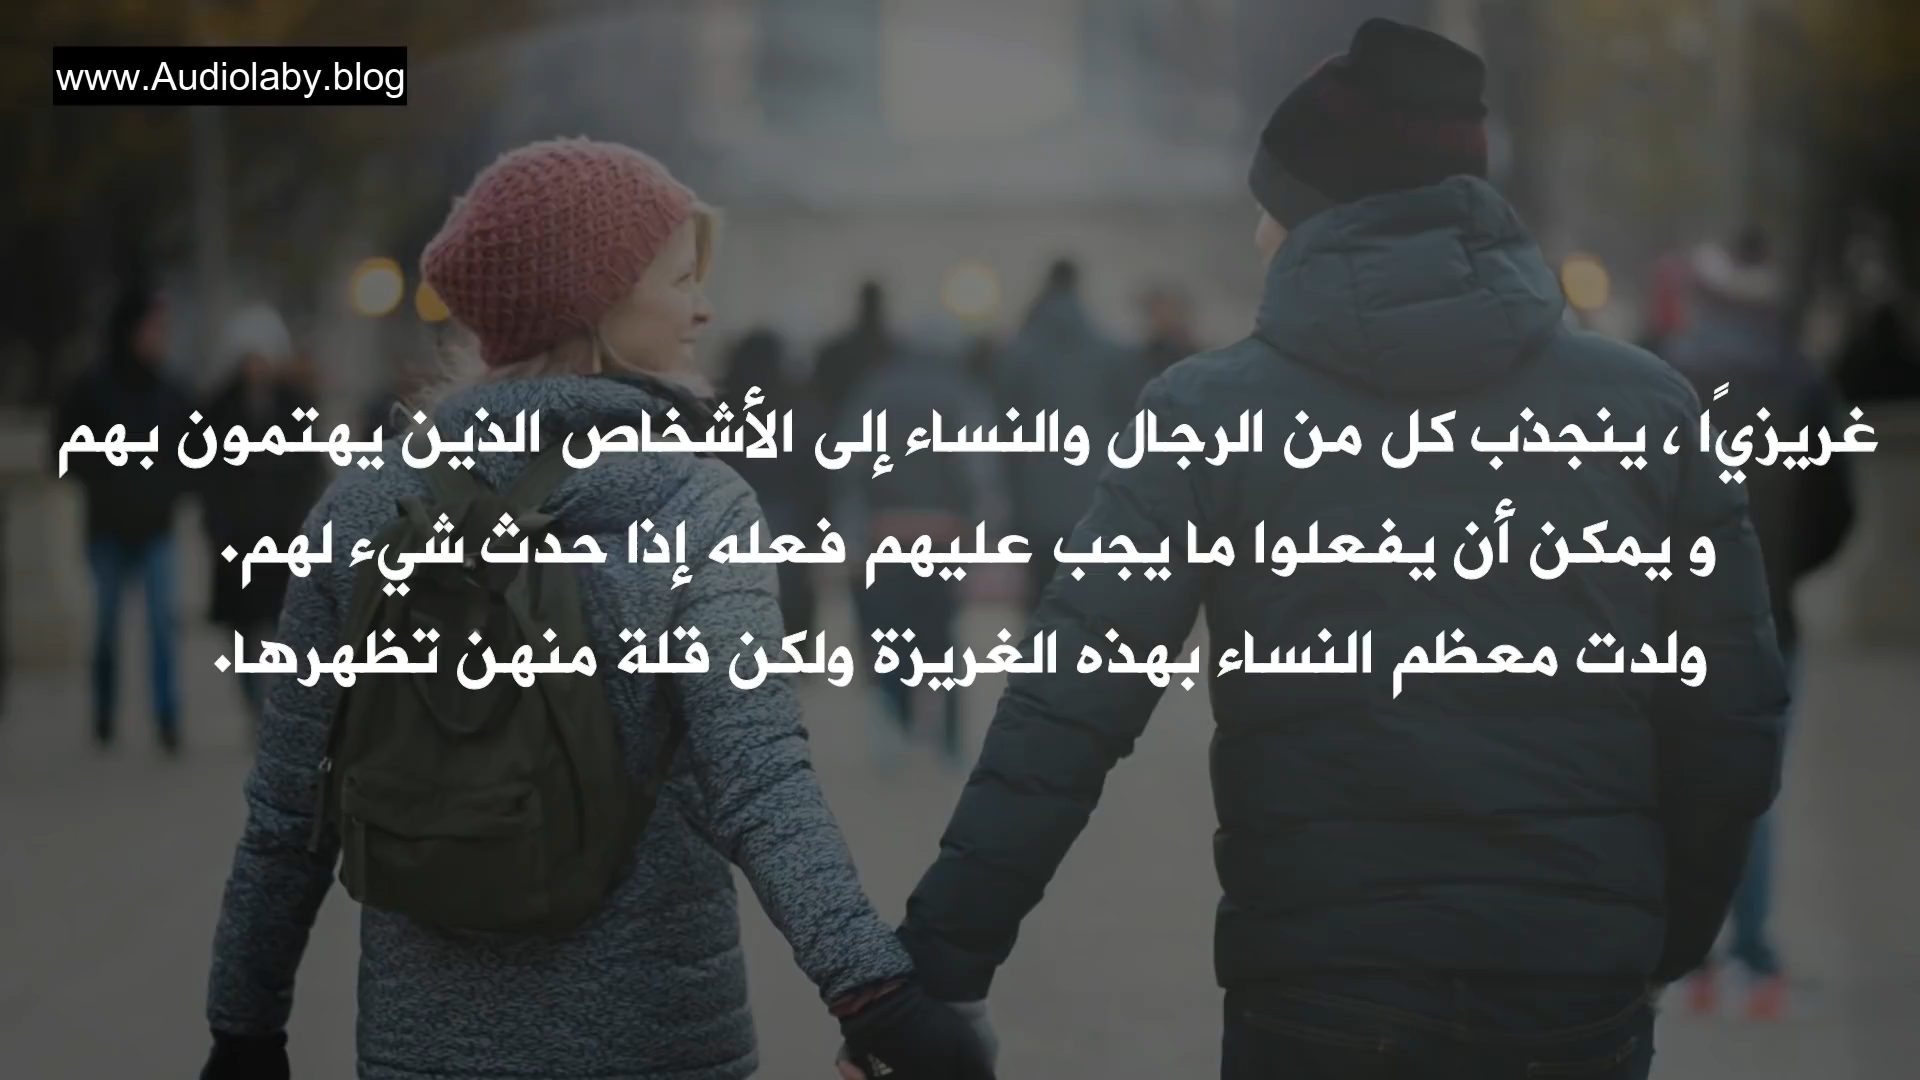 www.Audiolaby.blog
غريزيًا ، ينجذب كل من الرجال والنساء إلى الأشخاص الذين يهتمون بهم
و يمكن أن يفعلوا ما يجب عليهم فعله إذا حدث شيء لهم.
ولدت معظم النساء بهذه الغريزة ولكن قلة منهن تظهرها.